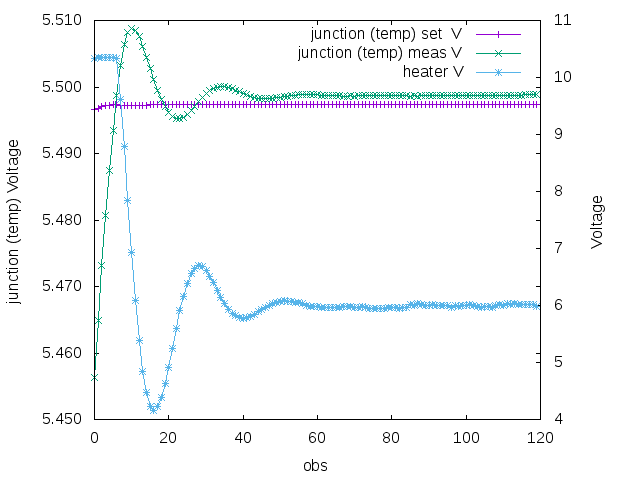 5.510
5.500
5.490
5.480
5.470
5.460
5.450
junction (temp) Voltage
11
10
9
8
7
6
5
4
Voltage
junction (temp) set V
junction (temp) meas V
heater V
0 20 40 60 80 100 120
obs